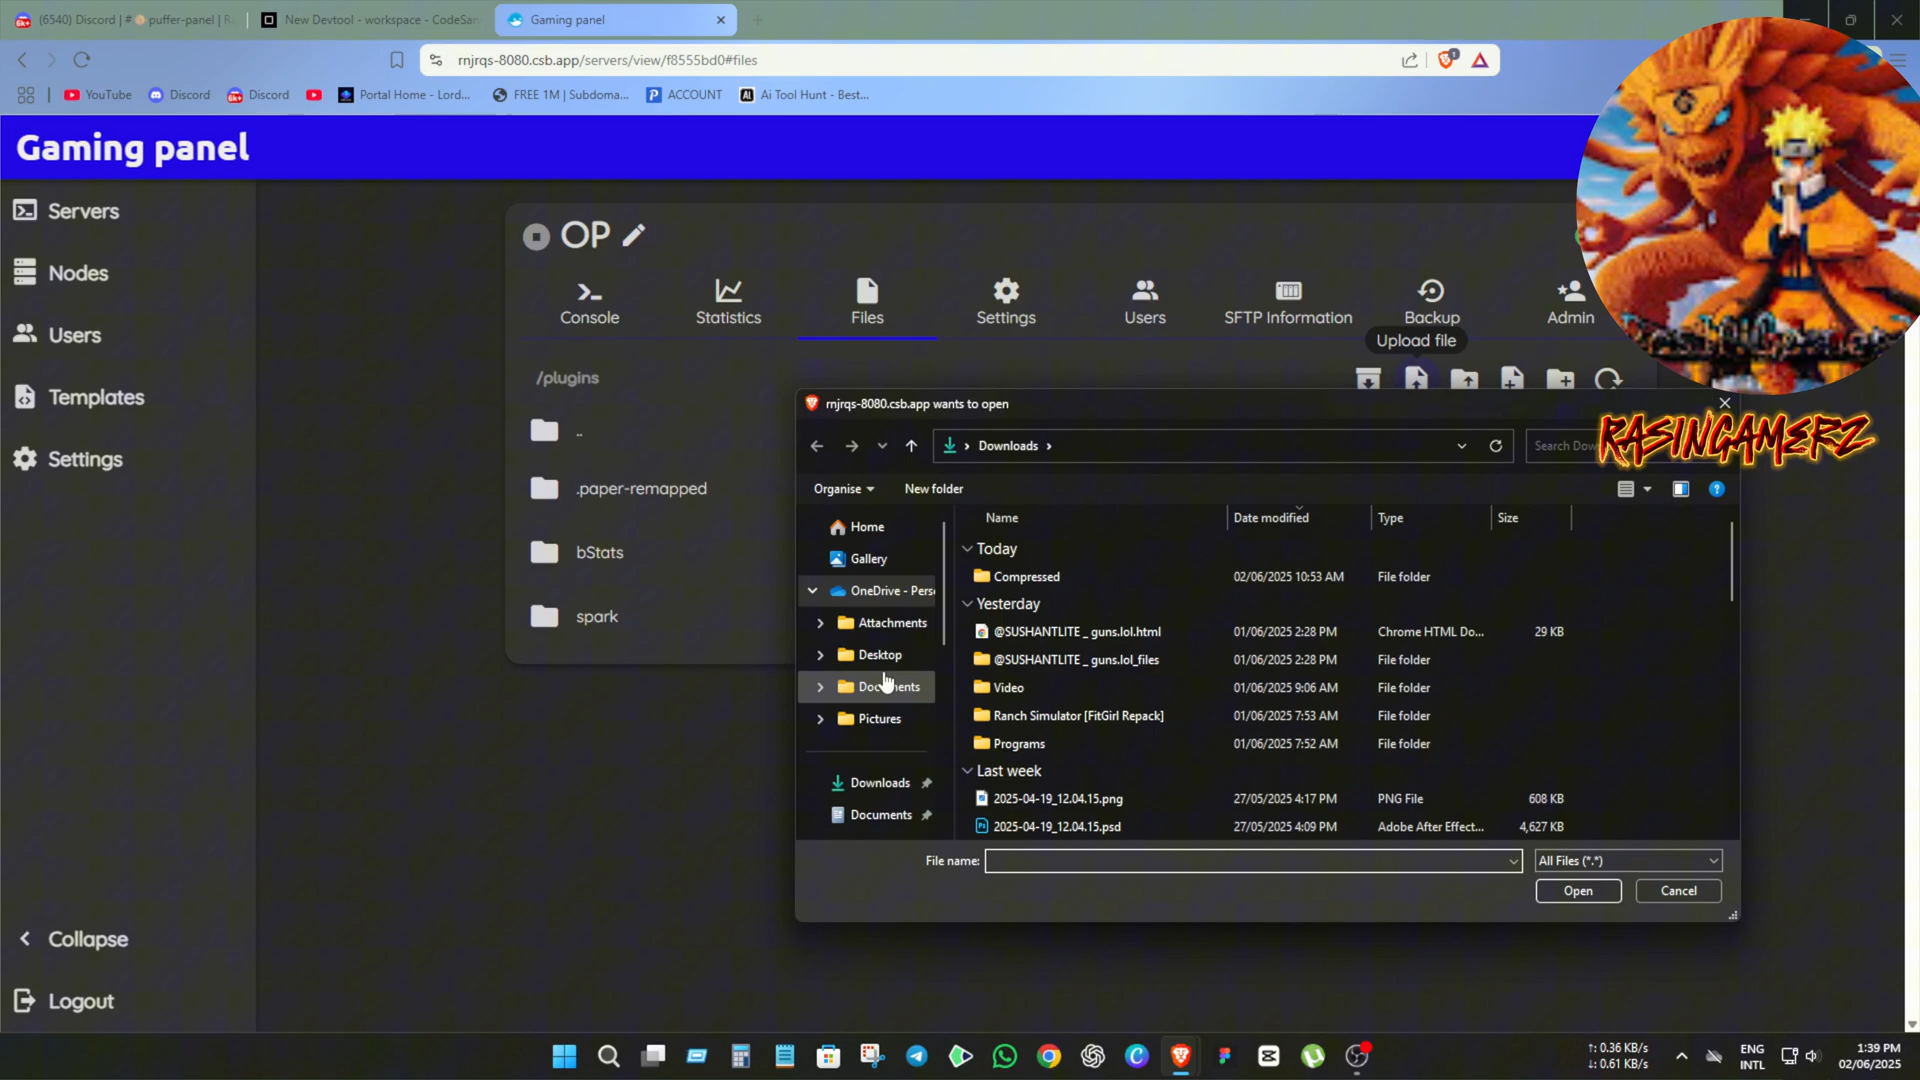 (6540) Discord | # puffer-panel | R
New Devtool - workspace - CodeSan
Gaming panel
rnjrqs-8080.csb.app/servers/view/f8555bd0#files
YouTube
Discord
Discord
Portal Home - Lord...
FREE 1M | Subdoma...
ACCOUNT
Ai Tool Hunt - Best...
Gaming panel
Servers
Nodes
Users
Templates
Settings
Collapse
Logout
OP
Console
Statistics
Files
Settings
Users
SFTP Information
Backup
Admin
Upload file
/plugins
..
.paper-remapped
bStats
spark
rnjrqs-8080.csb.app wants to open
Downloads
Search Dow
Organise
New folder
Home
Gallery
OneDrive - Pers
Attachments
Desktop
Documents
Pictures
Downloads
Documents
Name Date modified Type Size
Today
Compressed 02/06/2025 10:53 AM File folder
Yesterday
@SUSHANTLITE _ guns.lol.html 01/06/2025 2:28 PM Chrome HTML Do... 29 KB
@SUSHANTLITE _ guns.lol_files 01/06/2025 2:28 PM File folder
Video 01/06/2025 9:06 AM File folder
Ranch Simulator [FitGirl Repack] 01/06/2025 7:53 AM File folder
Programs 01/06/2025 7:52 AM File folder
Last week
2025-04-19_12.04.15.png 27/05/2025 4:17 PM PNG File 608 KB
2025-04-19_12.04.15.psd 27/05/2025 4:09 PM Adobe After Effect... 4,627 KB
File name:
All Files (*.*)
Open
Cancel
RASINGAMERZ
↑: 0.36 KB/s
↓: 0.61 KB/s
ENG
INTL
1:39 PM
02/06/2025